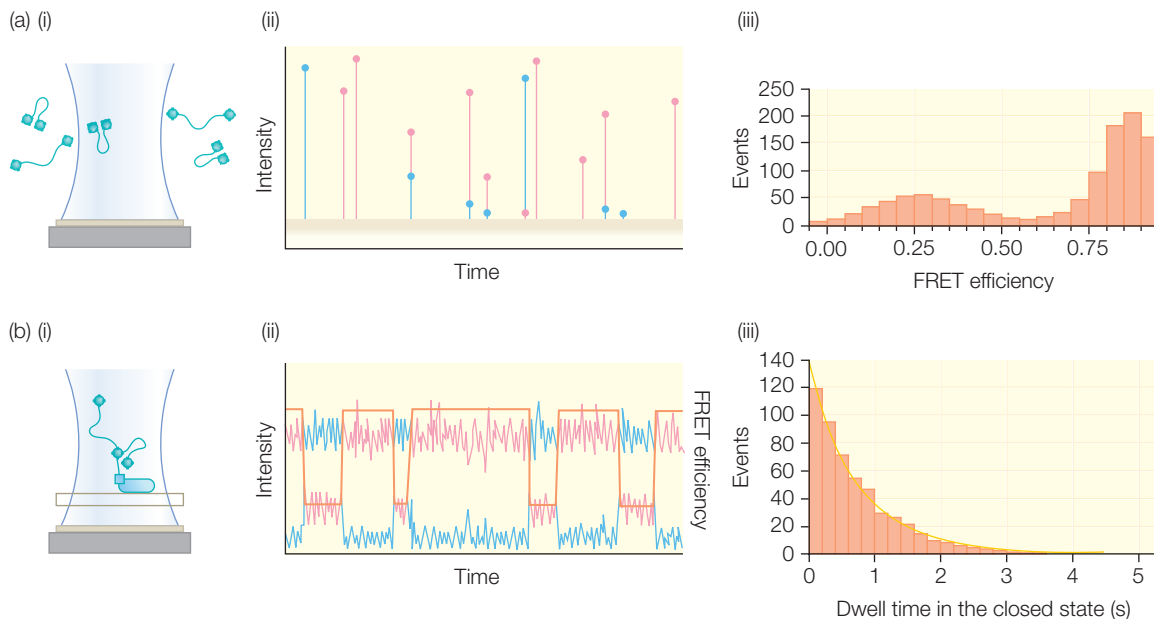 (a) (i)
(ii)
(iii)
Intensity
Time
Events
250
200
150
100
50
0
0.00
0.25
0.50
0.75
FRET efficiency
(b) (i)
(ii)
(iii)
Intensity
FRET efficiency
Time
Events
140
120
100
80
60
40
20
0
0
1
2
3
4
5
Dwell time in the closed state (s)